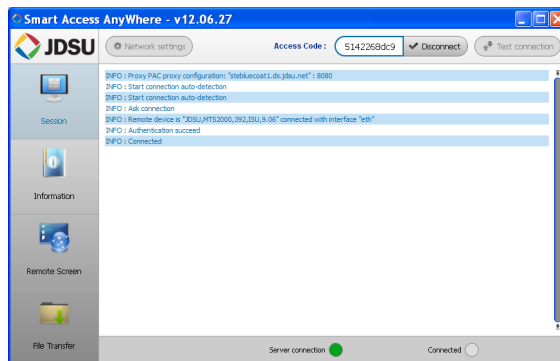 Smart Access AnyWhere - v12.06.27
JDSU
Network settings
Access Code :
5142268dc9
Disconnect
Test connection
INFO : Proxy PAC proxy configuration: "stebluecoat1.ds.jdsu.net" : 8080
INFO : Start connection auto-detection
INFO : Start connection auto-detection
INFO : Ask connection
INFO : Remote device is "JDSU,MTS2000,392,ISU,9.06" connected with interface "eth"
INFO : Authentication succeed
INFO : Connected
Session
Information
Remote Screen
File Transfer
Server connection
Connected